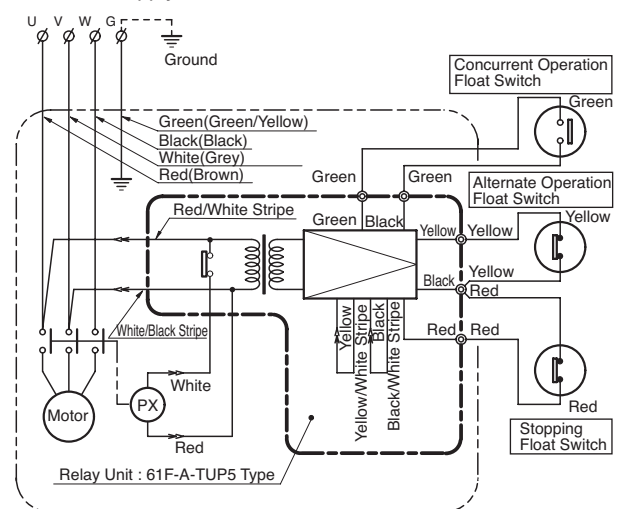 U V W G
Ground
Concurrent Operation
Float Switch
Green
Green(Green/Yellow)
Black(Black)
White(Grey)
Red(Brown)
Green
Green
Alternate Operation
Float Switch
Yellow
Red/White Stripe
Green
Black
Yellow
Yellow
Yellow
Black
Red
White/Black Stripe
Yellow
Yellow/White Stripe
Black
Black/White Stripe
Red
Red
White
Motor
PX
Red
Red
Stopping
Float Switch
Relay Unit : 61F-A-TUP5 Type